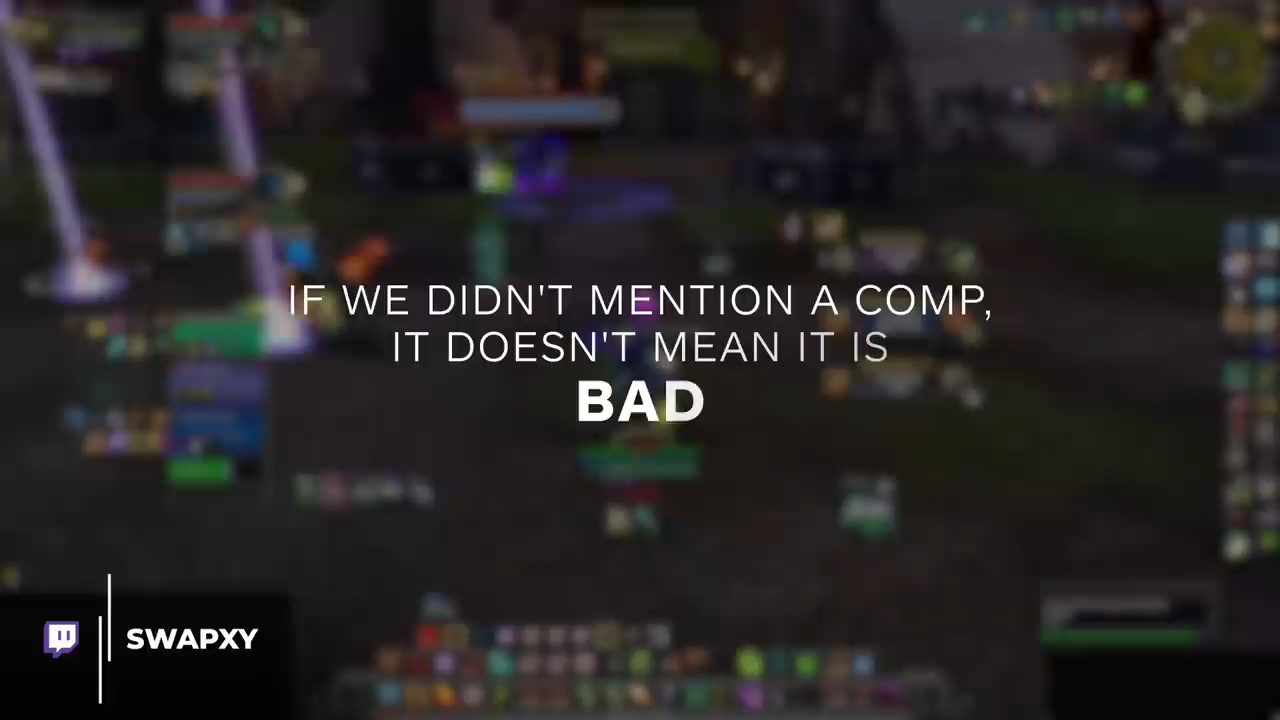 IF WE DIDN'T MENTION A COMP,
IT DOESN'T MEAN IT IS
BAD
SWAPXY